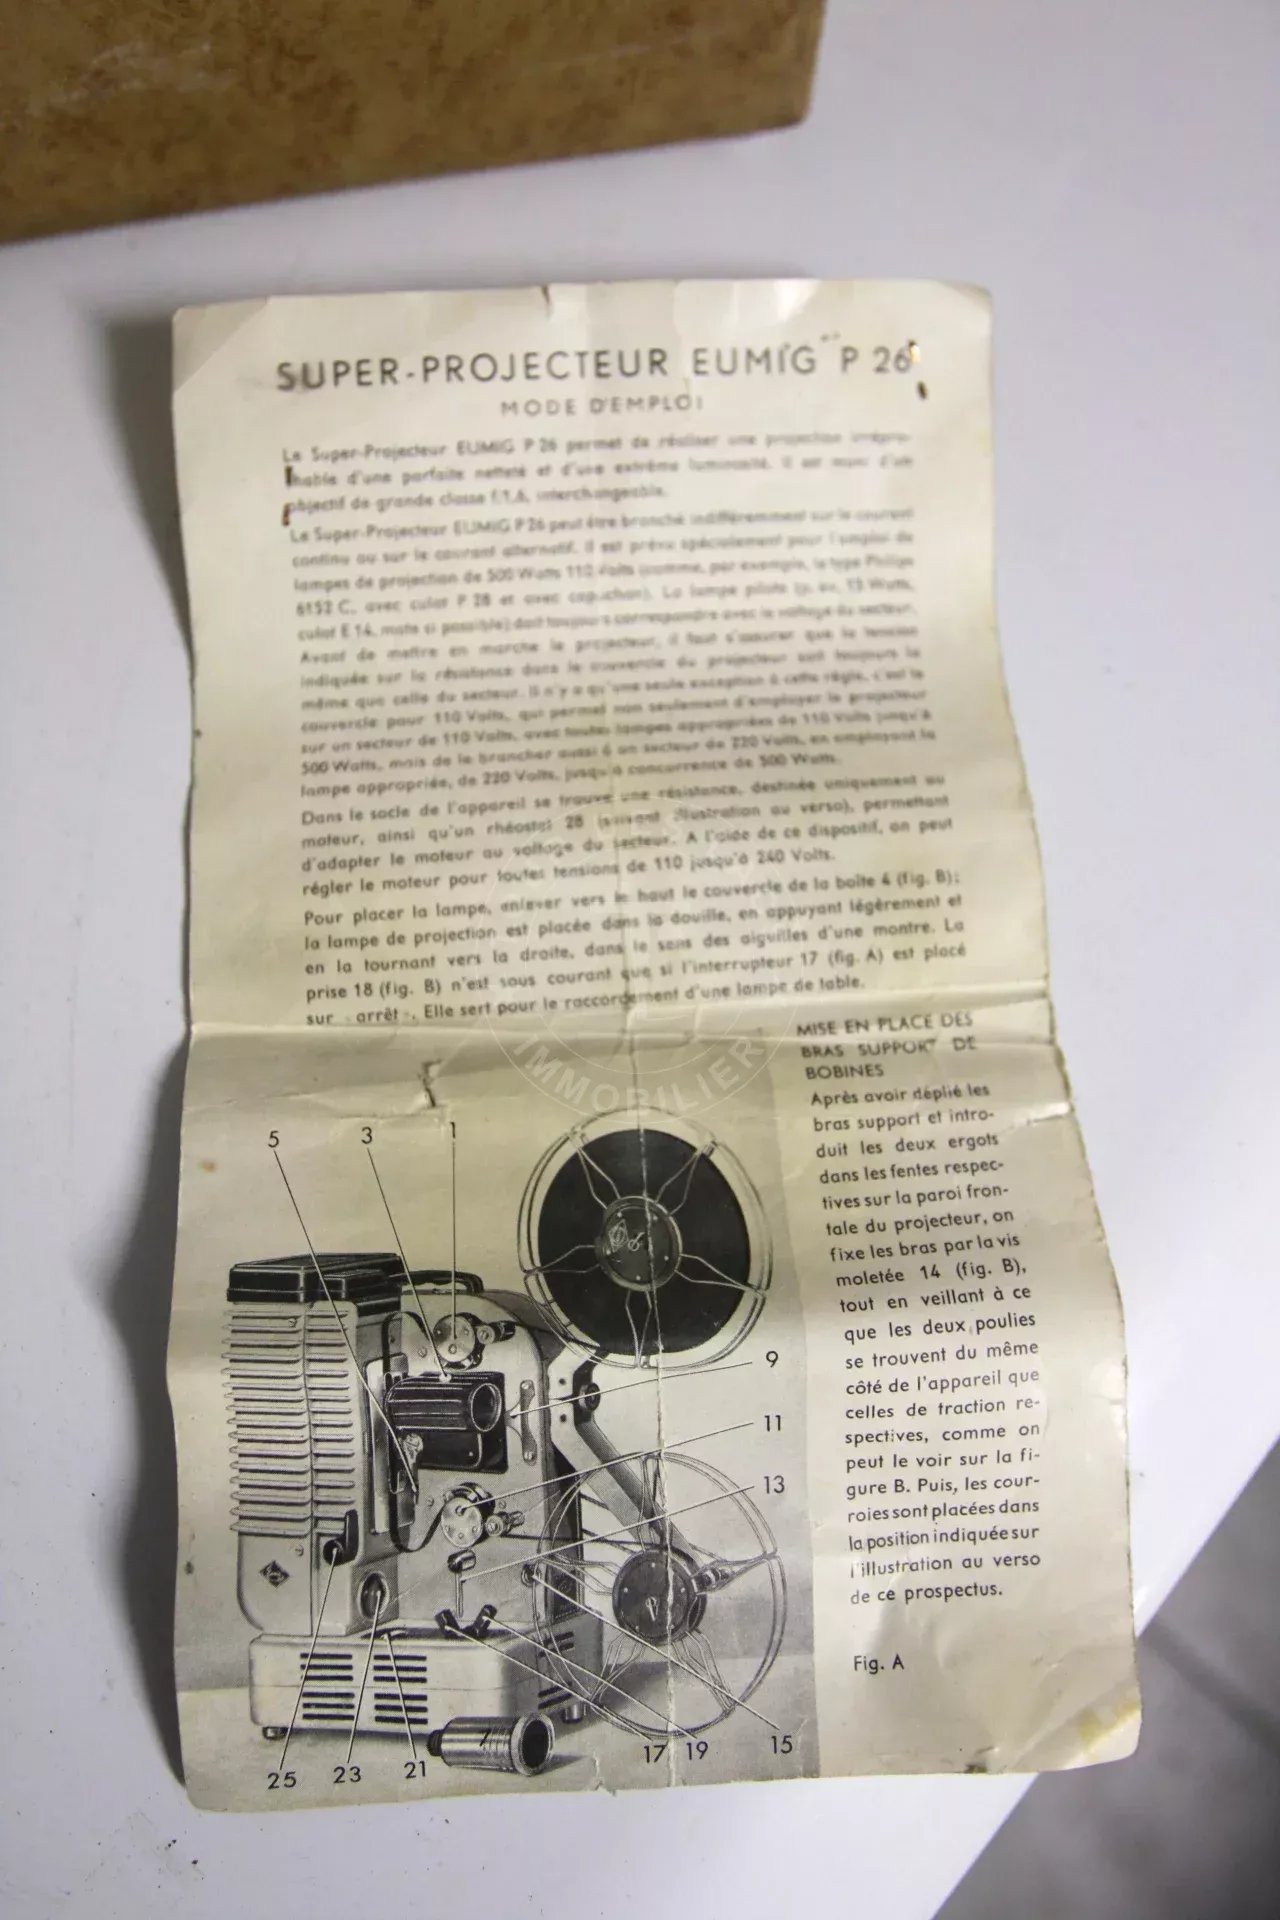 SUPER-PROJECTEUR EUMIG P 26
MODE D'EMPLOI
Le Super-Projecteur EUMIG P 26 permet de réaliser une projection irrépro-
hable d'une parfaite netteté et d'une extrême luminosité. Il est muni d'un
objectif de grande classe f:1,6, interchangeable.
Le Super-Projecteur EUMIG P 26 peut être branché indifféremment sur le courant
continu ou sur le courant alternatif. Il est prévu spécialement pour l'emploi de
lampes de projection de 500 Watts 110 Volts (comme, par exemple, le type Philips
6152 C, avec culot P 28 et avec capuchon). La lampe pilote (p. ex. 15 Watts,
culot E 14, mate si possible) doit toujours correspondre avec le voltage du secteur.
Avant de mettre en marche le projecteur, il faut s'assurer que la tension
indiquée sur la résistance dans le couvercle du projecteur soit toujours la
même que celle du secteur. Il n'y a qu'une seule exception à cette règle, c'est le
couvercle pour 110 Volts, qui permet non seulement d'employer le projecteur
sur un secteur de 110 Volts, avec toutes lampes appropriées de 110 Volts jusqu'à
500 Watts, mais de le brancher aussi à un secteur de 220 Volts, en employant la
lampe appropriée, de 220 Volts, jusqu'à concurrence de 500 Watts.
Dans le socle de l'appareil se trouve une résistance, destinée uniquement au
moteur, ainsi qu'un rhéostat 28 (suivant illustration au verso), permettant
d'adapter le moteur au voltage du secteur. A l'aide de ce dispositif, on peut
régler le moteur pour toutes tensions de 110 jusqu'à 240 Volts.
Pour placer la lampe, enlever vers le haut le couvercle de la boîte 4 (fig. B);
la lampe de projection est placée dans la douille, en appuyant légèrement et
en la tournant vers la droite, dans le sens des aiguilles d'une montre. La
prise 18 (fig. B) n'est sous courant que si l'interrupteur 17 (fig. A) est placé
sur «arrêt». Elle sert pour le raccordement d'une lampe de table.
IMMOBILIER
MISE EN PLACE DES
BRAS SUPPORT DE
BOBINES
Après avoir déplié les
bras support et intro-
duit les deux ergots
dans les fentes respec-
tives sur la paroi fron-
tale du projecteur, on
fixe les bras par la vis
moletée 14 (fig. B),
tout en veillant à ce
que les deux poulies
se trouvent du même
côté de l'appareil que
celles de traction re-
spectives, comme on
peut le voir sur la fi-
gure B. Puis, les cour-
roies sont placées dans
la position indiquée sur
l'illustration au verso
de ce prospectus.
Fig. A
5 3 1
9
11
13
15
17 19
25 23 21